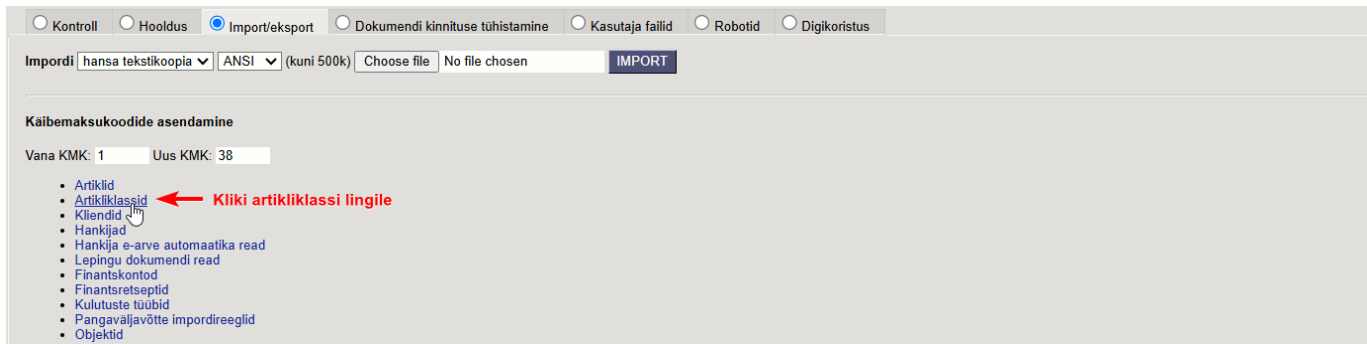 Kontroll Hooldus Import/eksport Dokumendi kinnituse tühistamine Kasutaja failid Robotid Digikoristus
Impordi hansa tekstikoopia ANSI (kuni 500k) Choose file No file chosen IMPORT
Käibemaksukoodide asendamine
Vana KMK: 1 Uus KMK: 38
Artiklid
Artikliklassid Kliki artikliklassi lingile
Kliendid
Hankijad
Hankija e-arve automaatika read
Lepingu dokumendi read
Finantskontod
Finantsretseptid
Kulutuste tüübid
Pangaväljavõtte impordireeglid
Objektid